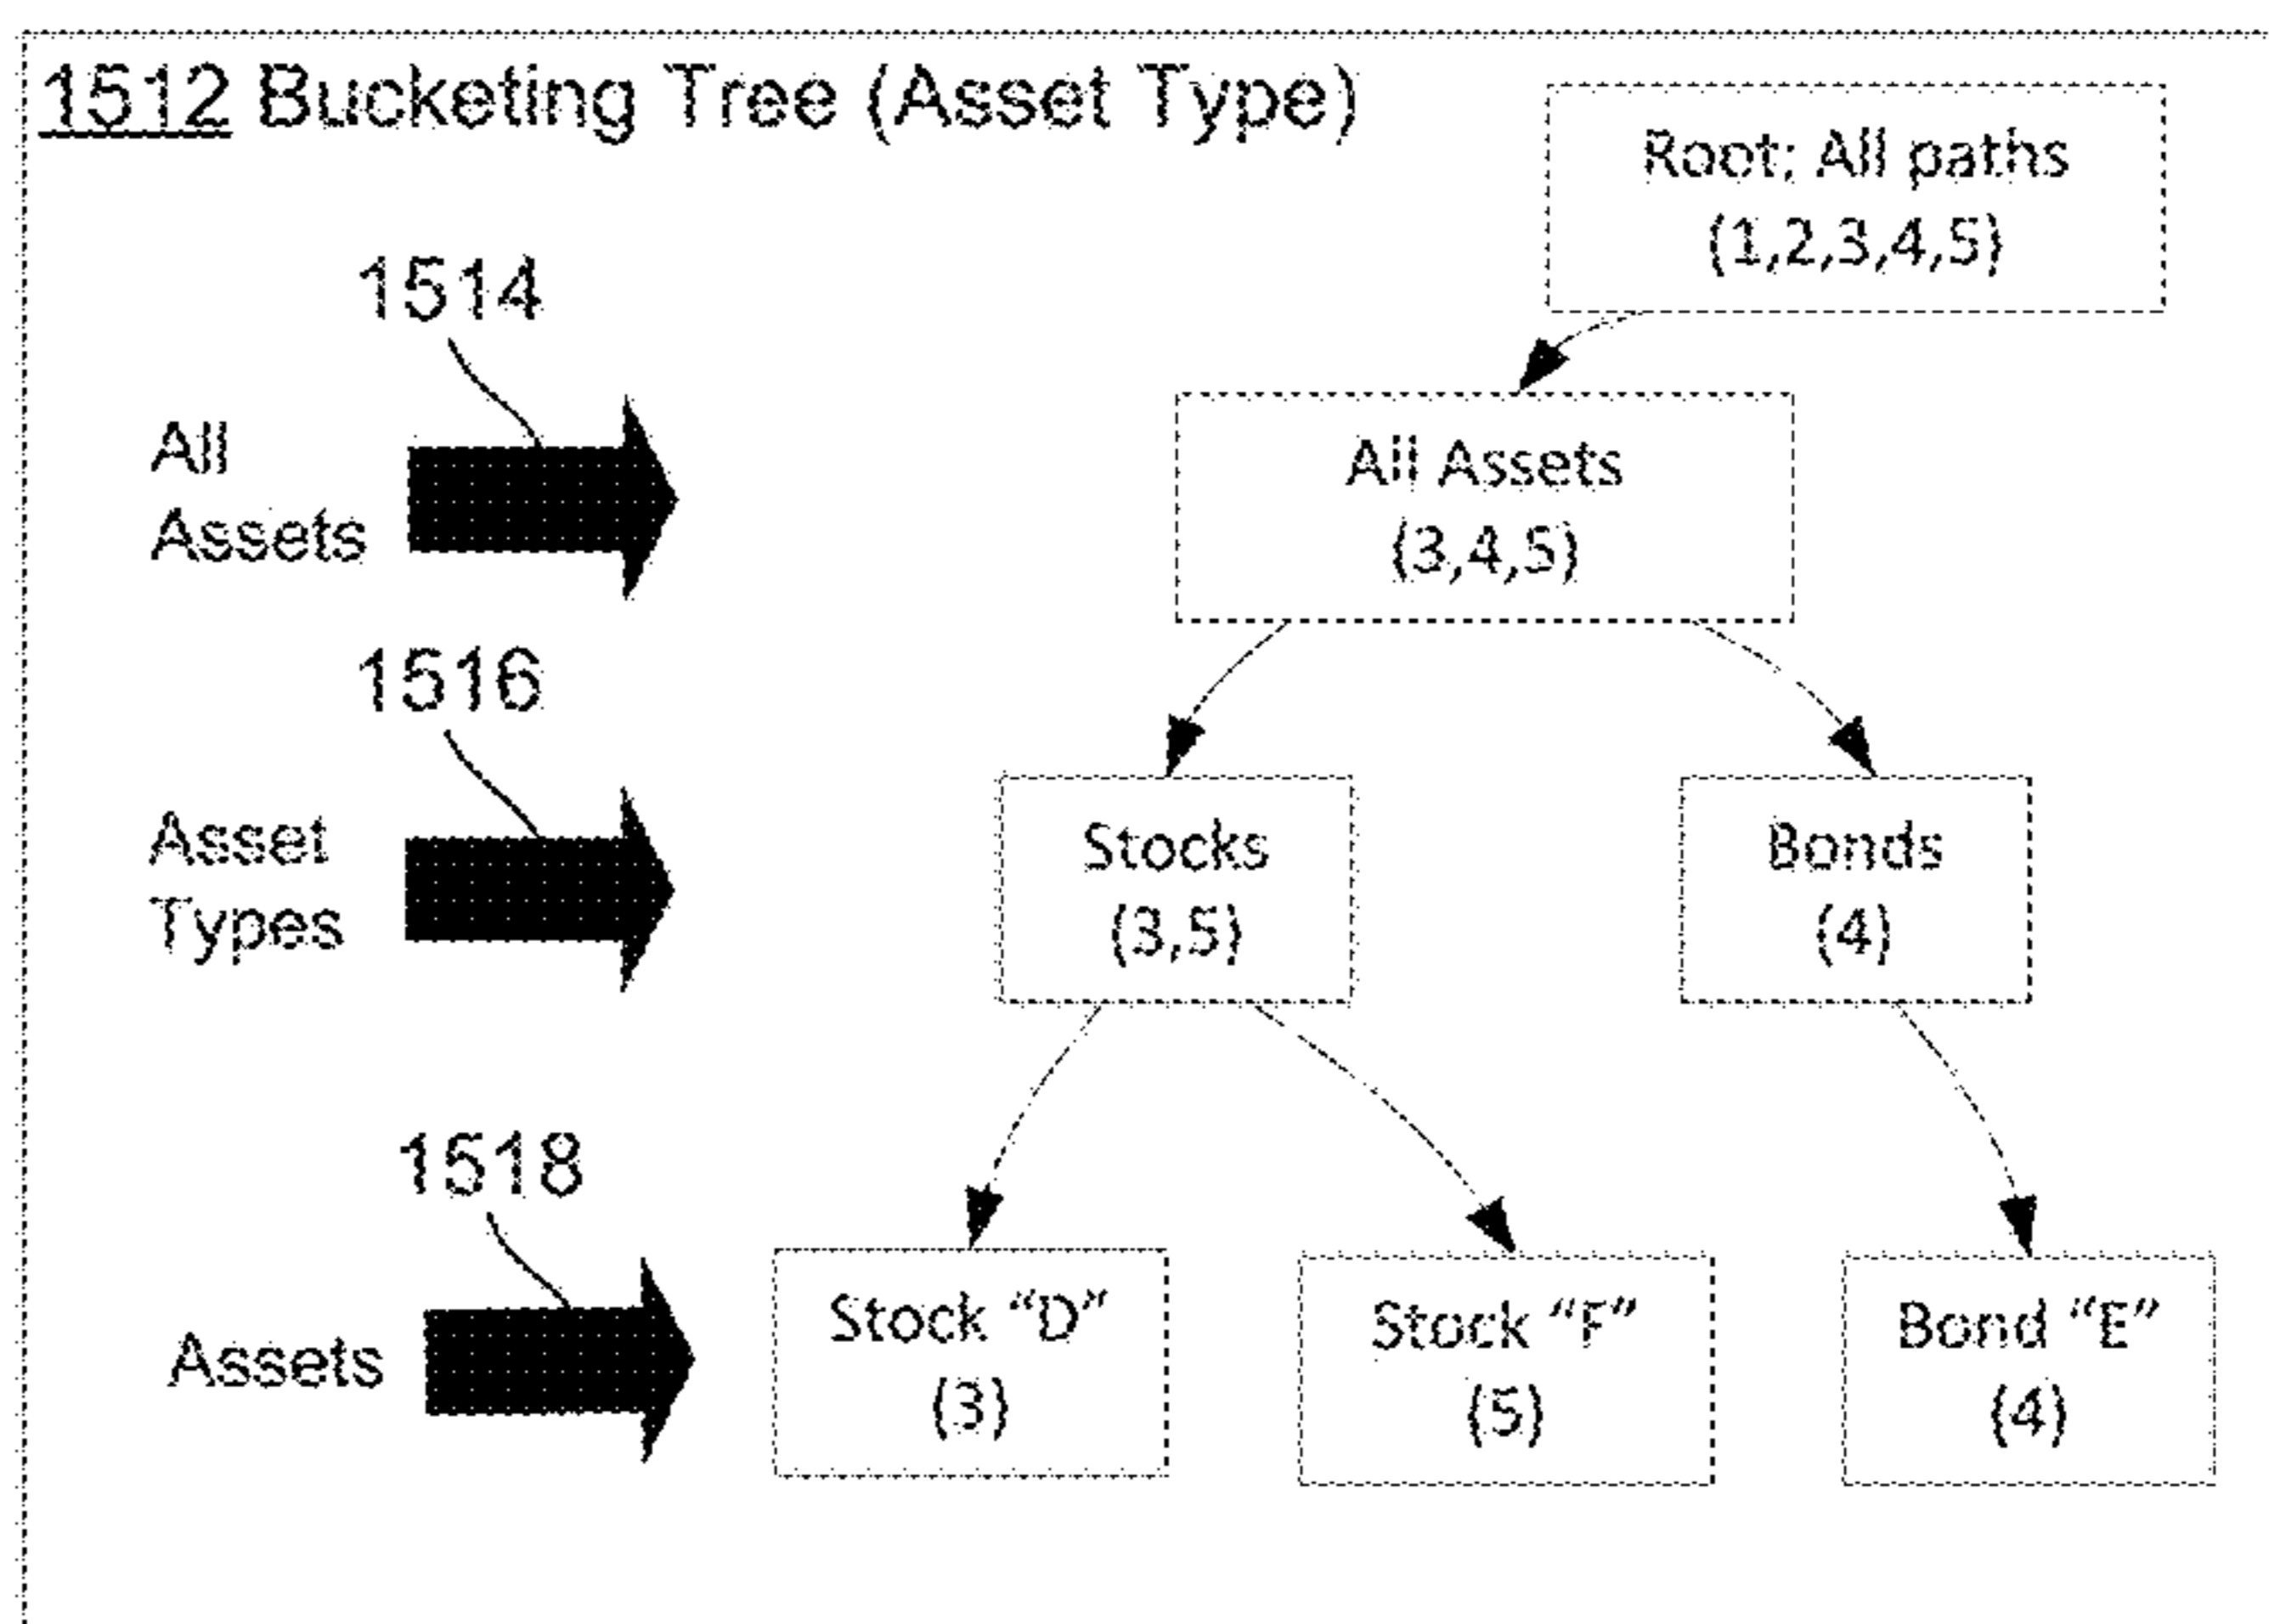 1512 Bucketing Tree (Asset Type)
Root: All paths
(1,2,3,4,5)
1514
All
Assets
All Assets
(3,4,5)
1516
Asset
Types
Stocks
(3,5)
Bonds
(4)
1518
Assets
Stock “D”
(3)
Stock “F”
(5)
Bond “E”
(4)